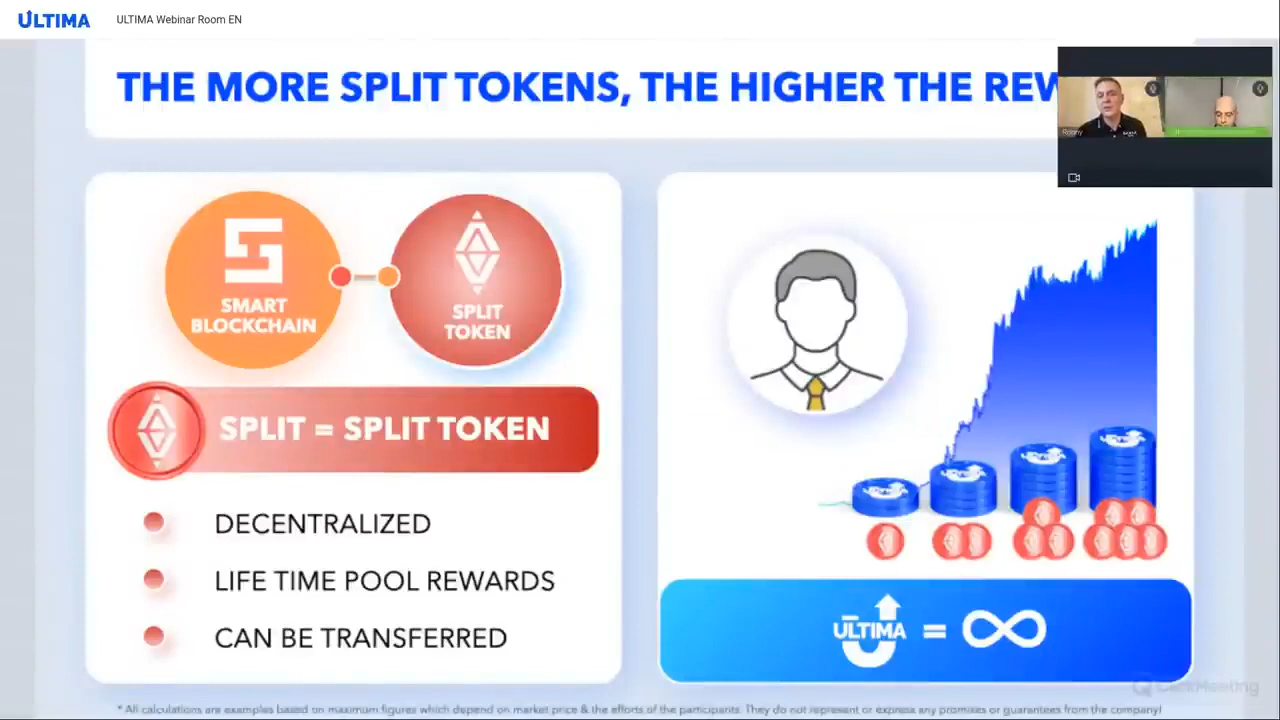 ULTIMA
ULTIMA Webinar Room EN
THE MORE SPLIT TOKENS, THE HIGHER THE REW
Ronny
SMART
BLOCKCHAIN
SPLIT
TOKEN
SPLIT = SPLIT TOKEN
DECENTRALIZED
LIFE TIME POOL REWARDS
CAN BE TRANSFERRED
ULTIMA = ∞
ClickMeeting
* All calculations are examples based on maximum figures which depend on market price & the efforts of the participants. They do not represent or express any promises or guarantees from the company!